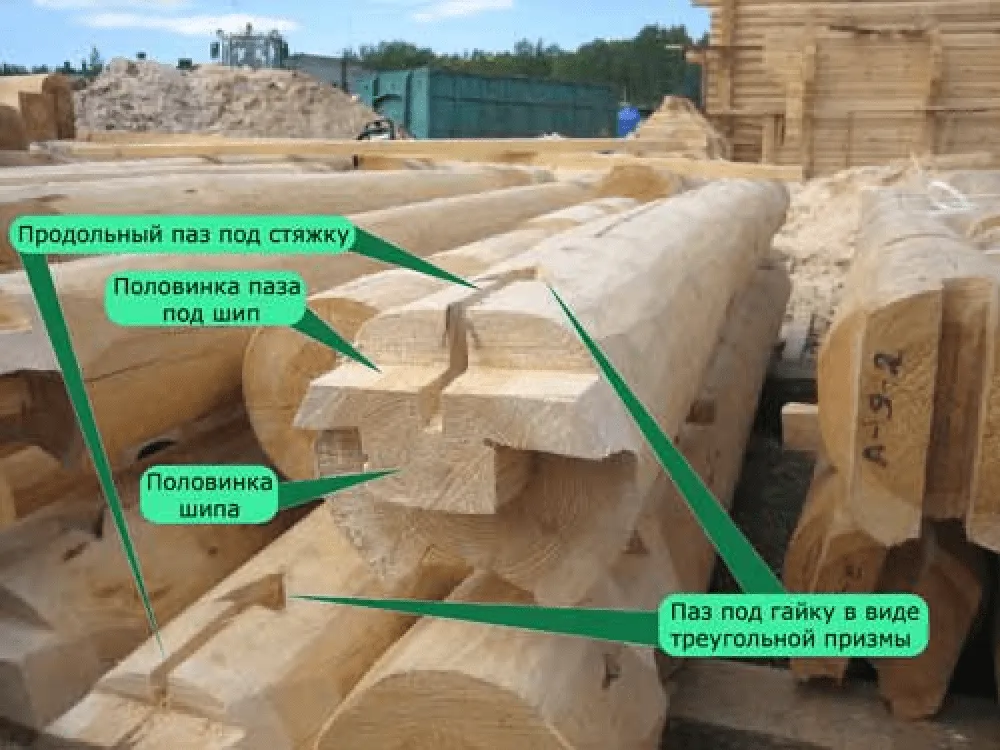 Продольный паз под стяжку
Половинка паза
под шип
А-9-2
Половинка
шипа
Паз под гайку в виде
треугольной призмы